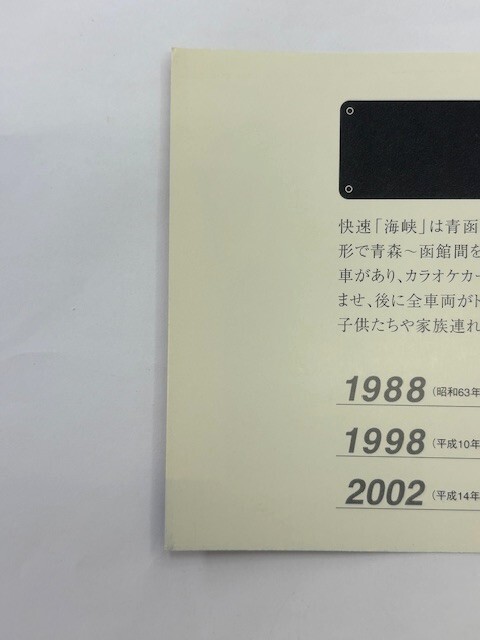 快速「海峡」は青函
形で青森～函館間を
車があり、カラオケカー
ませ、後に全車両がド
子供たちや家族連れ
1988（昭和63年
1998（平成10年
2002（平成14年